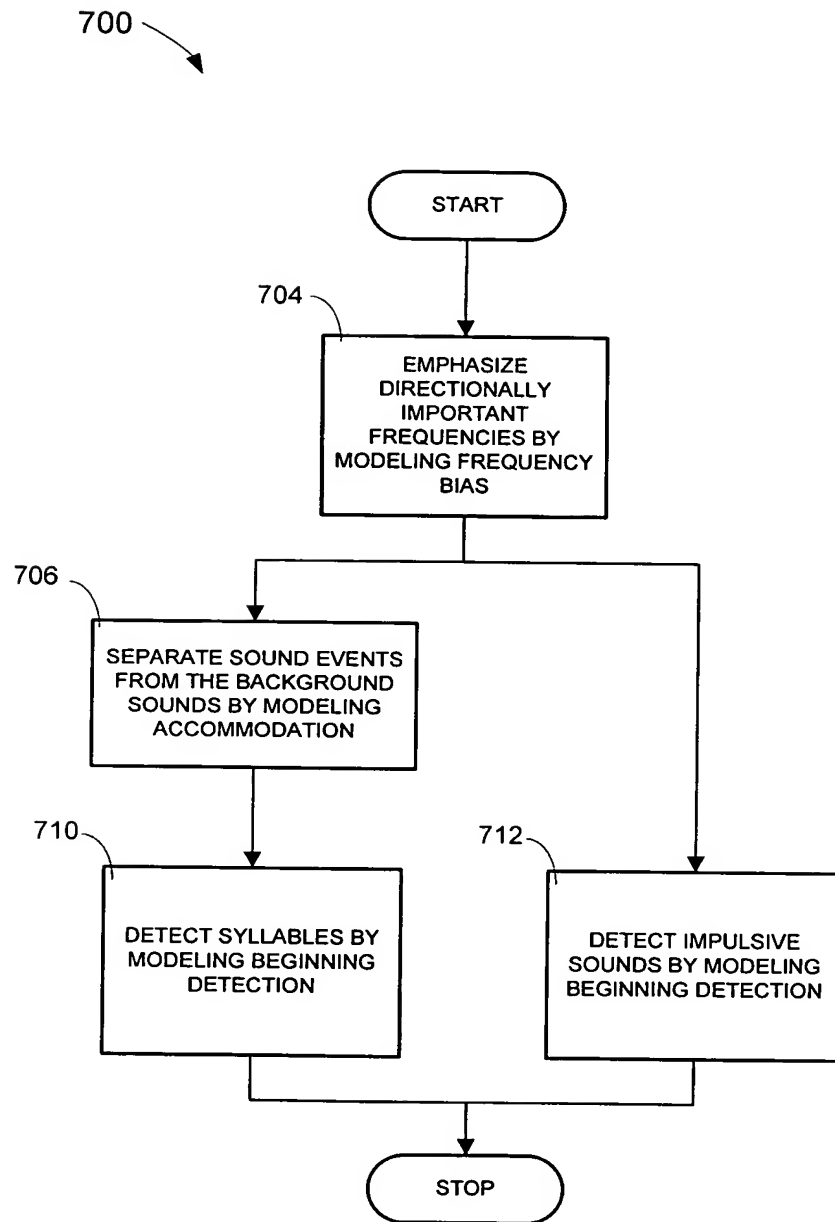 700
START
704
EMPHASIZE
DIRECTIONALLY
IMPORTANT
FREQUENCIES BY
MODELING FREQUENCY
BIAS
706
SEPARATE SOUND EVENTS
FROM THE BACKGROUND
SOUNDS BY MODELING
ACCOMMODATION
710
DETECT SYLLABLES BY
MODELING BEGINNING
DETECTION
712
DETECT IMPULSIVE
SOUNDS BY MODELING
BEGINNING DETECTION
STOP